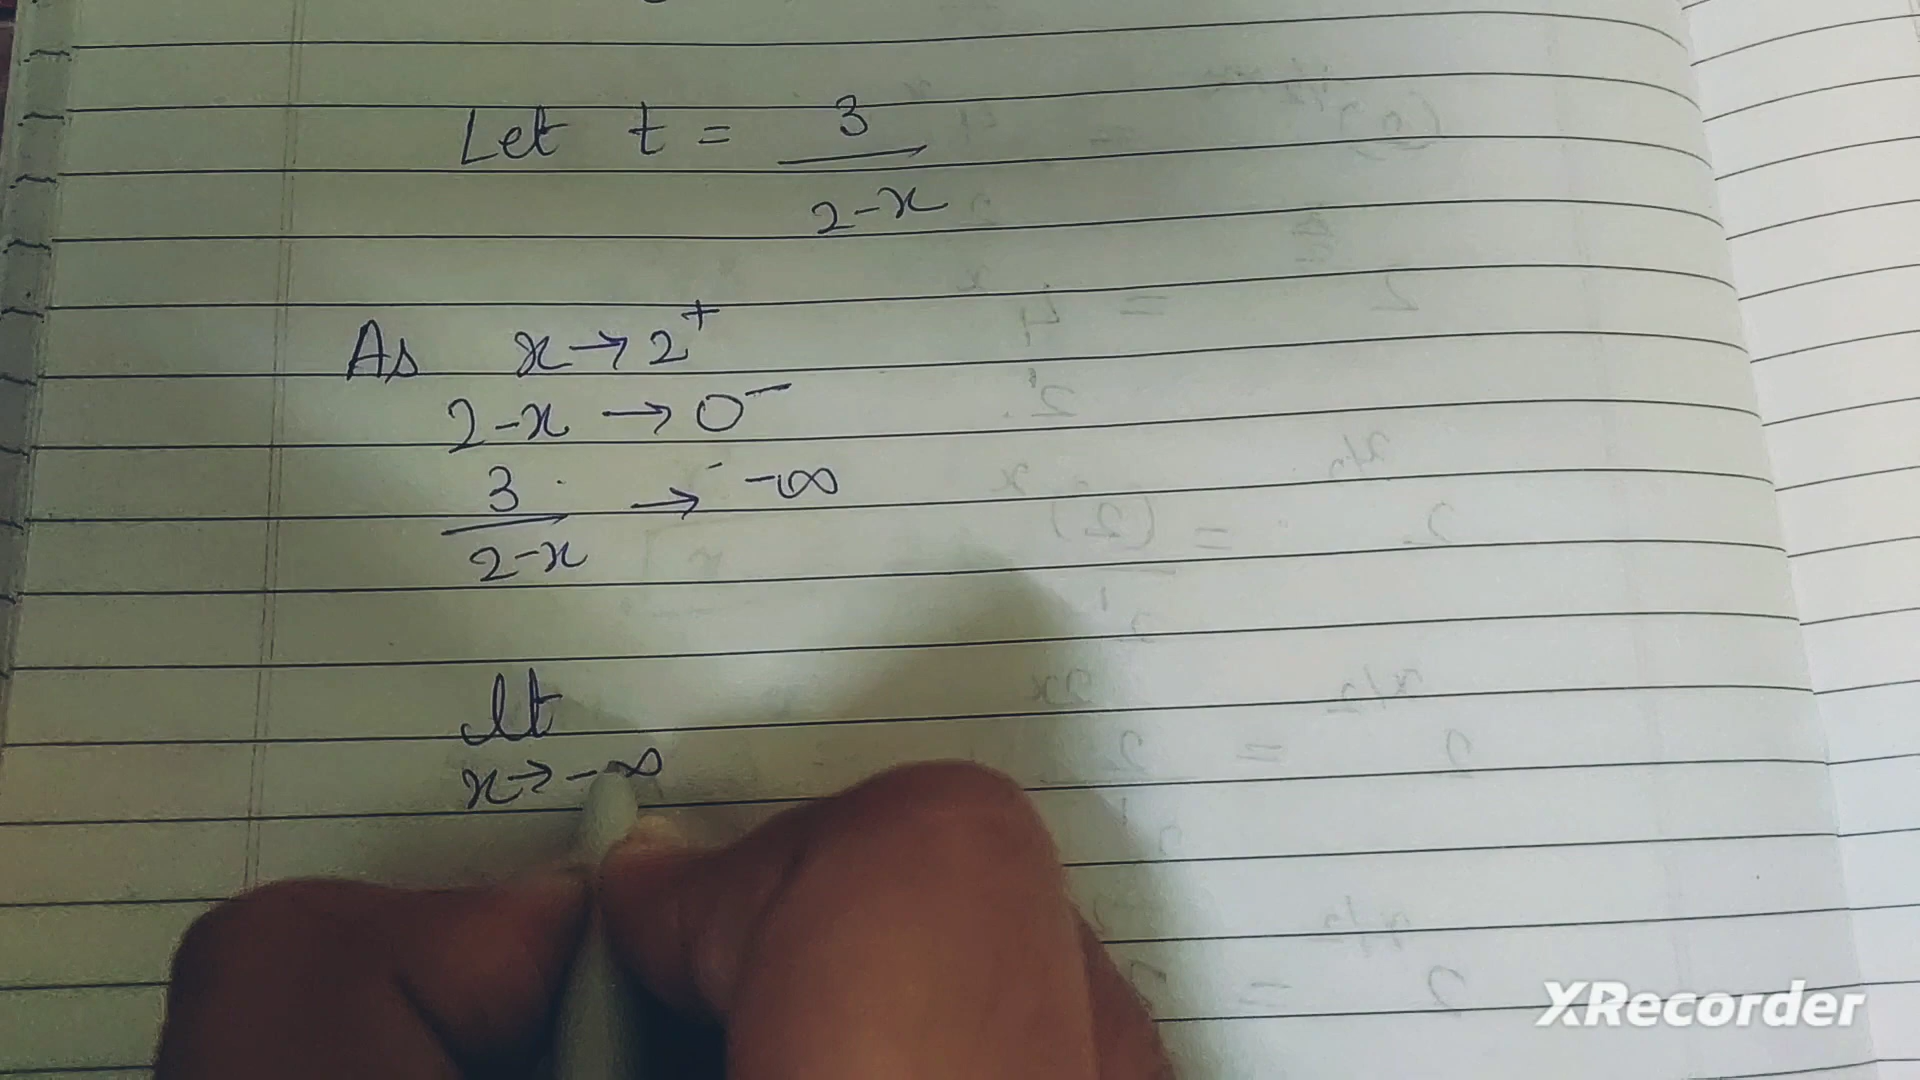 Let t = 3/(2-x)
As x → 2⁺
2-x → 0⁻
3/(2-x) → -∞
lt
x → -∞
XRecorder